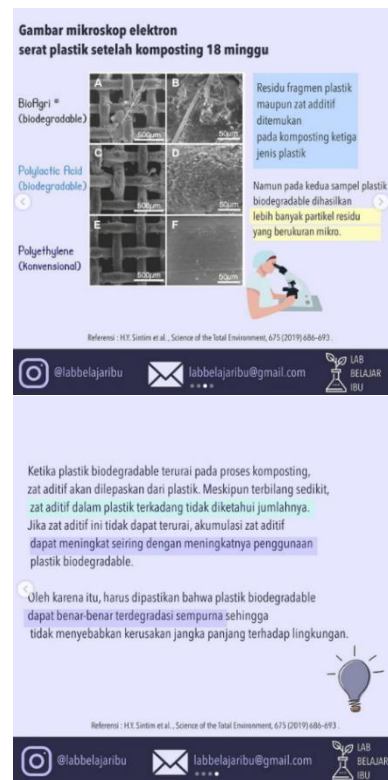 Gambar mikroskop elektron
serat plastik setelah komposting 18 minggu
BioAgri ®
(biodegradable)
Polylactic Acid
(biodegradable)
Polyethylene
(Konvensional)
A
B
500µm
50µm
C
D
500µm
50µm
E
F
500µm
50µm
Residu fragmen plastik
maupun zat additif
ditemukan
pada komposting ketiga
jenis plastik
Namun pada kedua sampel plastik
biodegradable dihasilkan
lebih banyak partikel residu
yang berukuran mikro.
Referensi : H.Y. Sintim et al. , Science of the Total Environment, 675 (2019) 686-693 .
@labbelajaribu
labbelajaribu@gmail.com
LAB
BELAJAR
IBU
Ketika plastik biodegradable terurai pada proses komposting,
zat aditif akan dilepaskan dari plastik. Meskipun terbilang sedikit,
zat aditif dalam plastik terkadang tidak diketahui jumlahnya.
Jika zat aditif ini tidak dapat terurai, akumulasi zat aditif
dapat meningkat seiring dengan meningkatnya penggunaan
plastik biodegradable.
Oleh karena itu, harus dipastikan bahwa plastik biodegradable
dapat benar-benar terdegradasi sempurna sehingga
tidak menyebabkan kerusakan jangka panjang terhadap lingkungan.
Referensi : H.Y. Sintim et al. , Science of the Total Environment, 675 (2019) 686-693 .
@labbelajaribu
labbelajaribu@gmail.com
LAB
BELAJAR
IBU